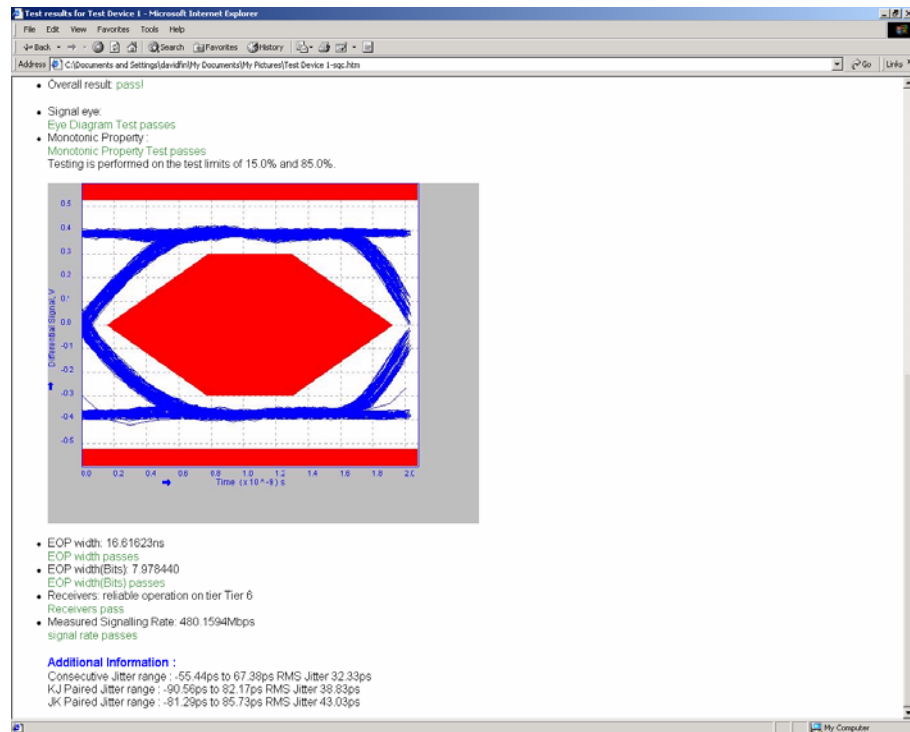 Test results for Test Device 1 - Microsoft Internet Explorer
File Edit View Favorites Tools Help
Back Search Favorites History
Address C:\Documents and Settings\davidfin\My Documents\My Pictures\Test Device 1-sqc.htm Go Links
Overall result: pass!
Signal eye:
Eye Diagram Test passes
Monotonic Property :
Monotonic Property Test passes
Testing is performed on the test limits of 15.0% and 85.0%.
0.5
0.4
0.3
0.2
0.1
0.0
-0.1
-0.2
-0.3
-0.4
-0.5
Differential Signal, V
0.0 0.2 0.4 0.6 0.8 1.0 1.2 1.4 1.6 1.8 2.0
Time (x10^-9) s
EOP width: 16.61623ns
EOP width passes
EOP width(Bits): 7.978440
EOP width(Bits) passes
Receivers: reliable operation on tier Tier 6
Receivers pass
Measured Signalling Rate: 480.1594Mbps
signal rate passes
Additional Information :
Consecutive Jitter range : -55.44ps to 67.38ps RMS Jitter 32.33ps
KJ Paired Jitter range : -90.56ps to 82.17ps RMS Jitter 38.83ps
JK Paired Jitter range : -81.29ps to 85.73ps RMS Jitter 43.03ps
My Computer